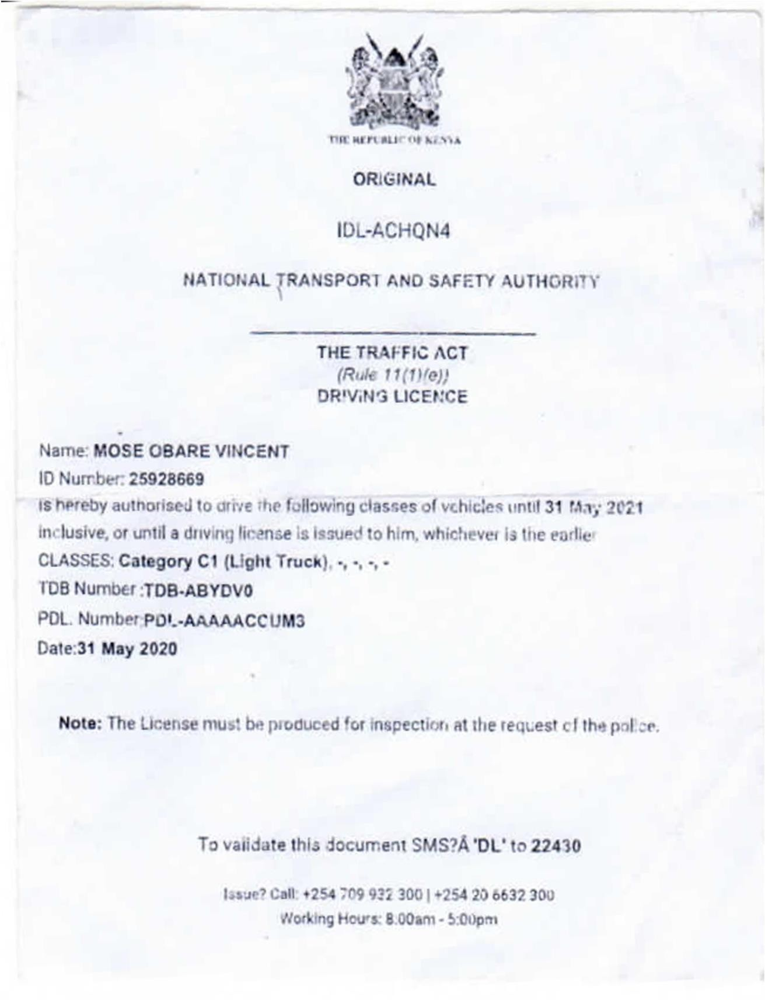 THE REPUBLIC OF KENYA
ORIGINAL
IDL-ACHQN4
NATIONAL TRANSPORT AND SAFETY AUTHORITY
THE TRAFFIC ACT
(Rule 11(1)(e))
DRIVING LICENCE
Name: MOSE OBARE VINCENT
ID Number: 25928669
is hereby authorised to drive the following classes of vehicles until 31 May 2021
inclusive, or until a driving license is issued to him, whichever is the earlier
CLASSES: Category C1 (Light Truck), -, -, -, -
TDB Number :TDB-ABYDV0
PDL. Number:PDL-AAAAACCUM3
Date:31 May 2020
Note: The License must be produced for inspection at the request of the police.
To validate this document SMS?Â 'DL' to 22430
Issue? Call: +254 709 932 300 | +254 20 6632 300
Working Hours: 8.00am - 5:00pm